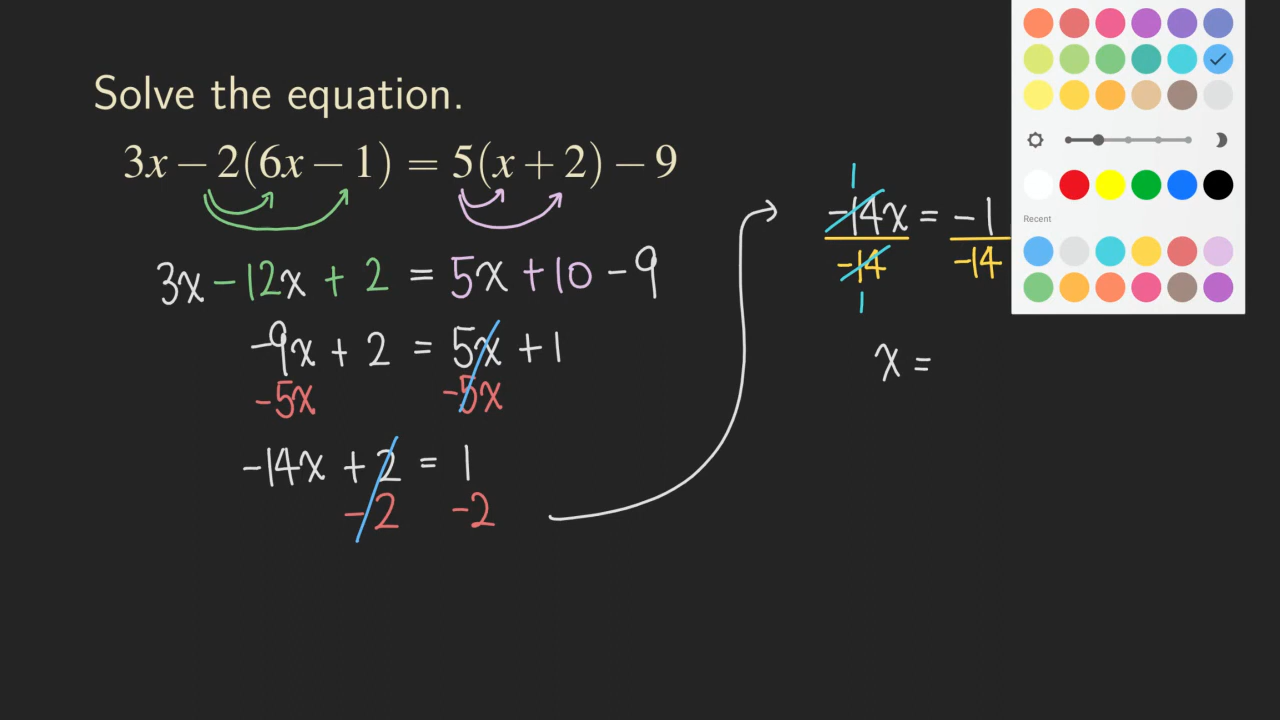 Solve the equation.
3x − 2(6x − 1) = 5(x + 2) − 9
3x − 12x + 2 = 5x + 10 − 9
-9x + 2 = 5x + 1
-5x -5x
-14x + 2 = 1
-2 -2
1
-14x = -1
-14 -14
1
x =
Recent